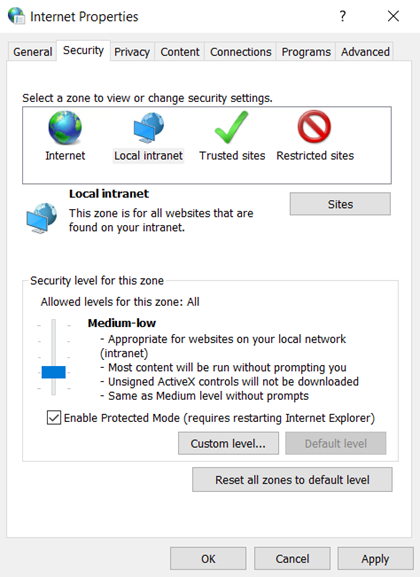 Internet Properties
?
General Security Privacy Content Connections Programs Advanced
Select a zone to view or change security settings.
Internet Local intranet Trusted sites Restricted sites
Local intranet
This zone is for all websites that are
found on your intranet.
Sites
Security level for this zone
Allowed levels for this zone: All
Medium-low
- Appropriate for websites on your local network
(intranet)
- Most content will be run without prompting you
- Unsigned ActiveX controls will not be downloaded
- Same as Medium level without prompts
Enable Protected Mode (requires restarting Internet Explorer)
Custom level... Default level
Reset all zones to default level
OK Cancel Apply